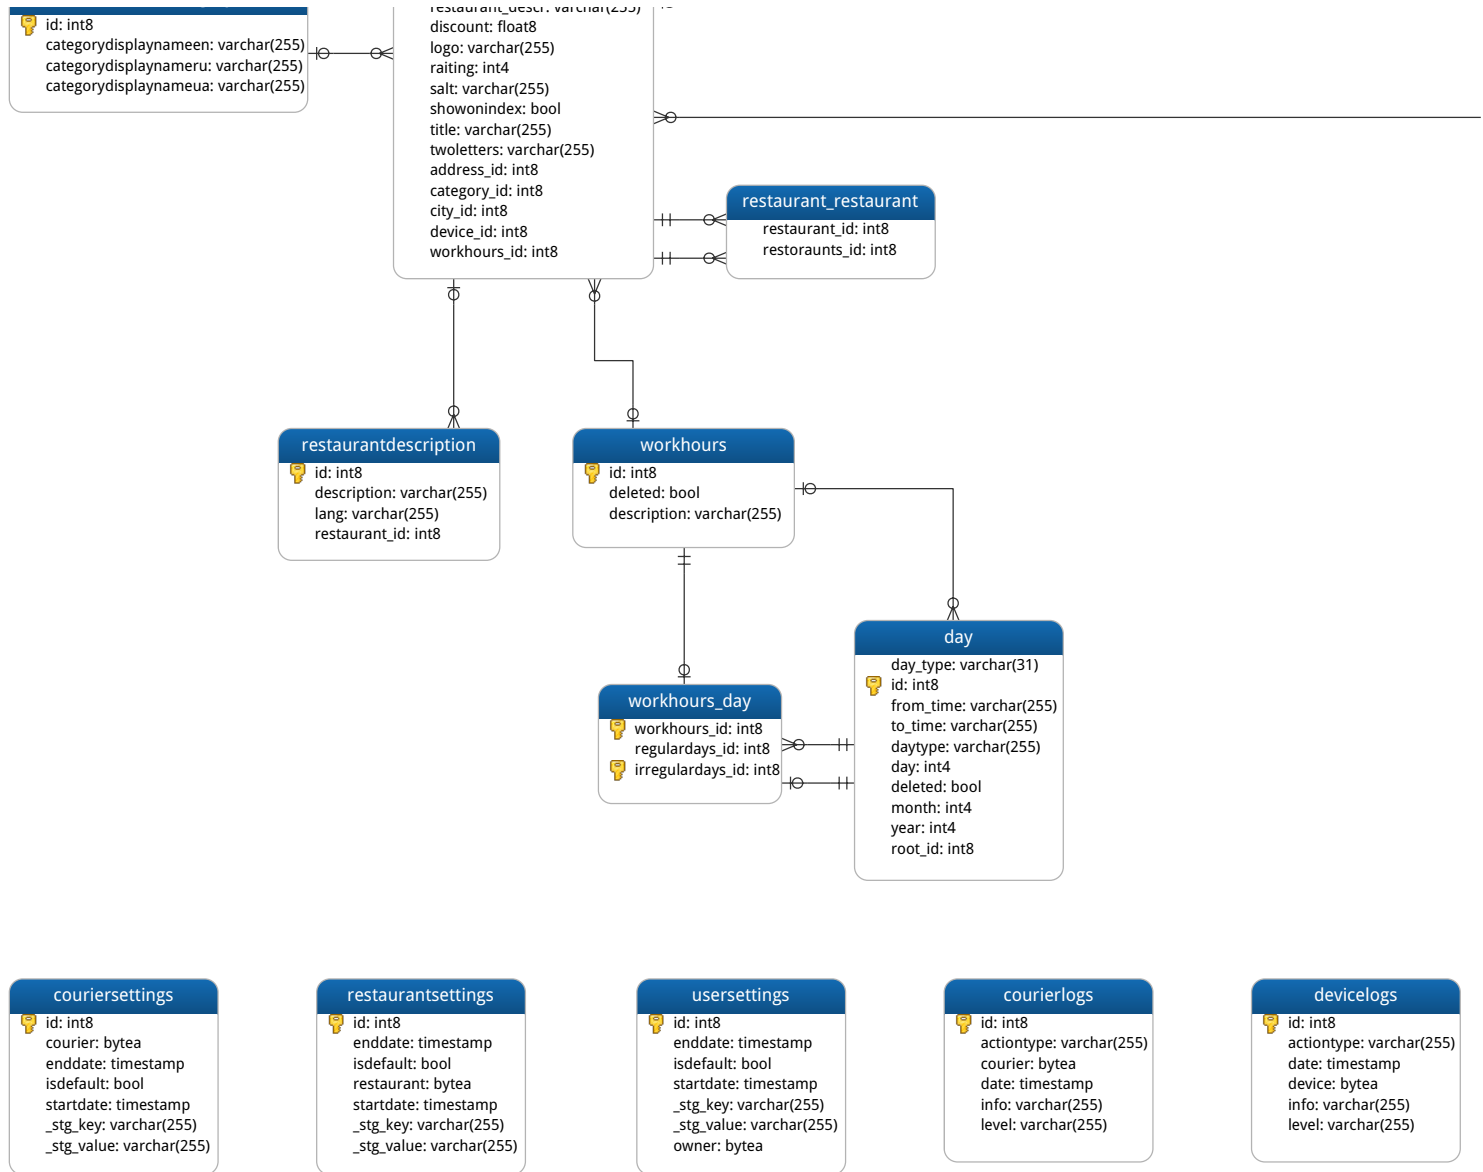 id: int8
categorydisplaynameen: varchar(255)
categorydisplaynameru: varchar(255)
categorydisplaynameua: varchar(255)
restaurant_descr: varchar(255)
discount: float8
logo: varchar(255)
raiting: int4
salt: varchar(255)
showonindex: bool
title: varchar(255)
twoletters: varchar(255)
address_id: int8
category_id: int8
city_id: int8
device_id: int8
workhours_id: int8
restaurant_restaurant
restaurant_id: int8
restoraunts_id: int8
restaurantdescription
id: int8
description: varchar(255)
lang: varchar(255)
restaurant_id: int8
workhours
id: int8
deleted: bool
description: varchar(255)
day
day_type: varchar(31)
id: int8
from_time: varchar(255)
to_time: varchar(255)
daytype: varchar(255)
day: int4
deleted: bool
month: int4
year: int4
root_id: int8
workhours_day
workhours_id: int8
regulardays_id: int8
irregulardays_id: int8
couriersettings
id: int8
courier: bytea
enddate: timestamp
isdefault: bool
startdate: timestamp
_stg_key: varchar(255)
_stg_value: varchar(255)
restaurantsettings
id: int8
enddate: timestamp
isdefault: bool
restaurant: bytea
startdate: timestamp
_stg_key: varchar(255)
_stg_value: varchar(255)
usersettings
id: int8
enddate: timestamp
isdefault: bool
startdate: timestamp
_stg_key: varchar(255)
_stg_value: varchar(255)
owner: bytea
courierlogs
id: int8
actiontype: varchar(255)
courier: bytea
date: timestamp
info: varchar(255)
level: varchar(255)
devicelogs
id: int8
actiontype: varchar(255)
date: timestamp
device: bytea
info: varchar(255)
level: varchar(255)